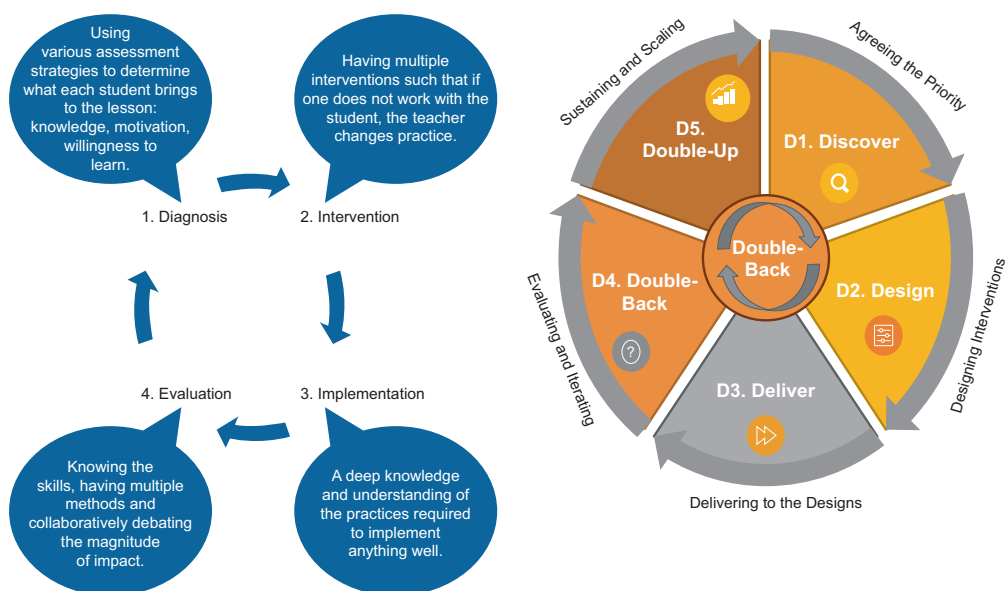 Using
various assessment
strategies to determine
what each student brings
to the lesson:
knowledge, motivation,
willingness to
learn.
Having multiple
interventions such that if
one does not work with the
student, the teacher
changes practice.
1. Diagnosis
2. Intervention
4. Evaluation
3. Implementation
Knowing the
skills, having multiple
methods and
collaboratively debating
the magnitude
of impact.
A deep knowledge
and understanding of
the practices required
to implement
anything well.
Sustaining and Scaling
Agreeing the Priority
D5.
Double-Up
D1. Discover
Double-
Back
D4. Double-
Back
?
D2. Design
D3. Deliver
Evaluating and Iterating
Designing Interventions
Delivering to the Designs